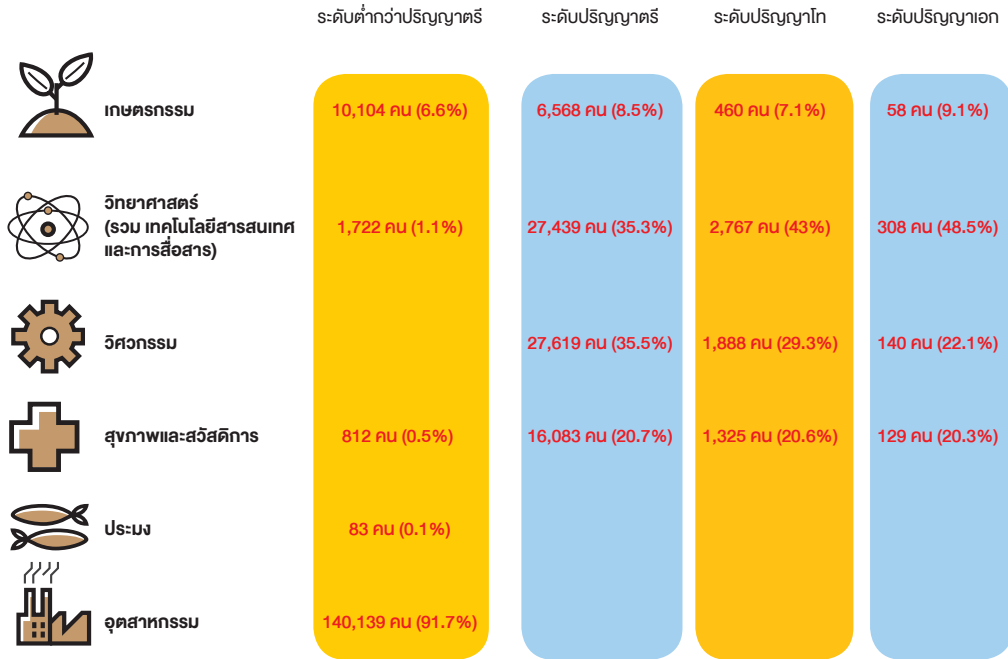 ระดับต่ำกว่าปริญญาตรี ระดับปริญญาตรี ระดับปริญญาโท ระดับปริญญาเอก
เกษตรกรรม 10,104 คน (6.6%) 6,568 คน (8.5%) 460 คน (7.1%) 58 คน (9.1%)
วิทยาศาสตร์
(รวม เทคโนโลยีสารสนเทศ 1,722 คน (1.1%) 27,439 คน (35.3%) 2,767 คน (43%) 308 คน (48.5%)
และการสื่อสาร)
วิศวกรรม 27,619 คน (35.5%) 1,888 คน (29.3%) 140 คน (22.1%)
สุขภาพและสวัสดิการ 812 คน (0.5%) 16,083 คน (20.7%) 1,325 คน (20.6%) 129 คน (20.3%)
ประมง 83 คน (0.1%)
อุตสาหกรรม 140,139 คน (91.7%)